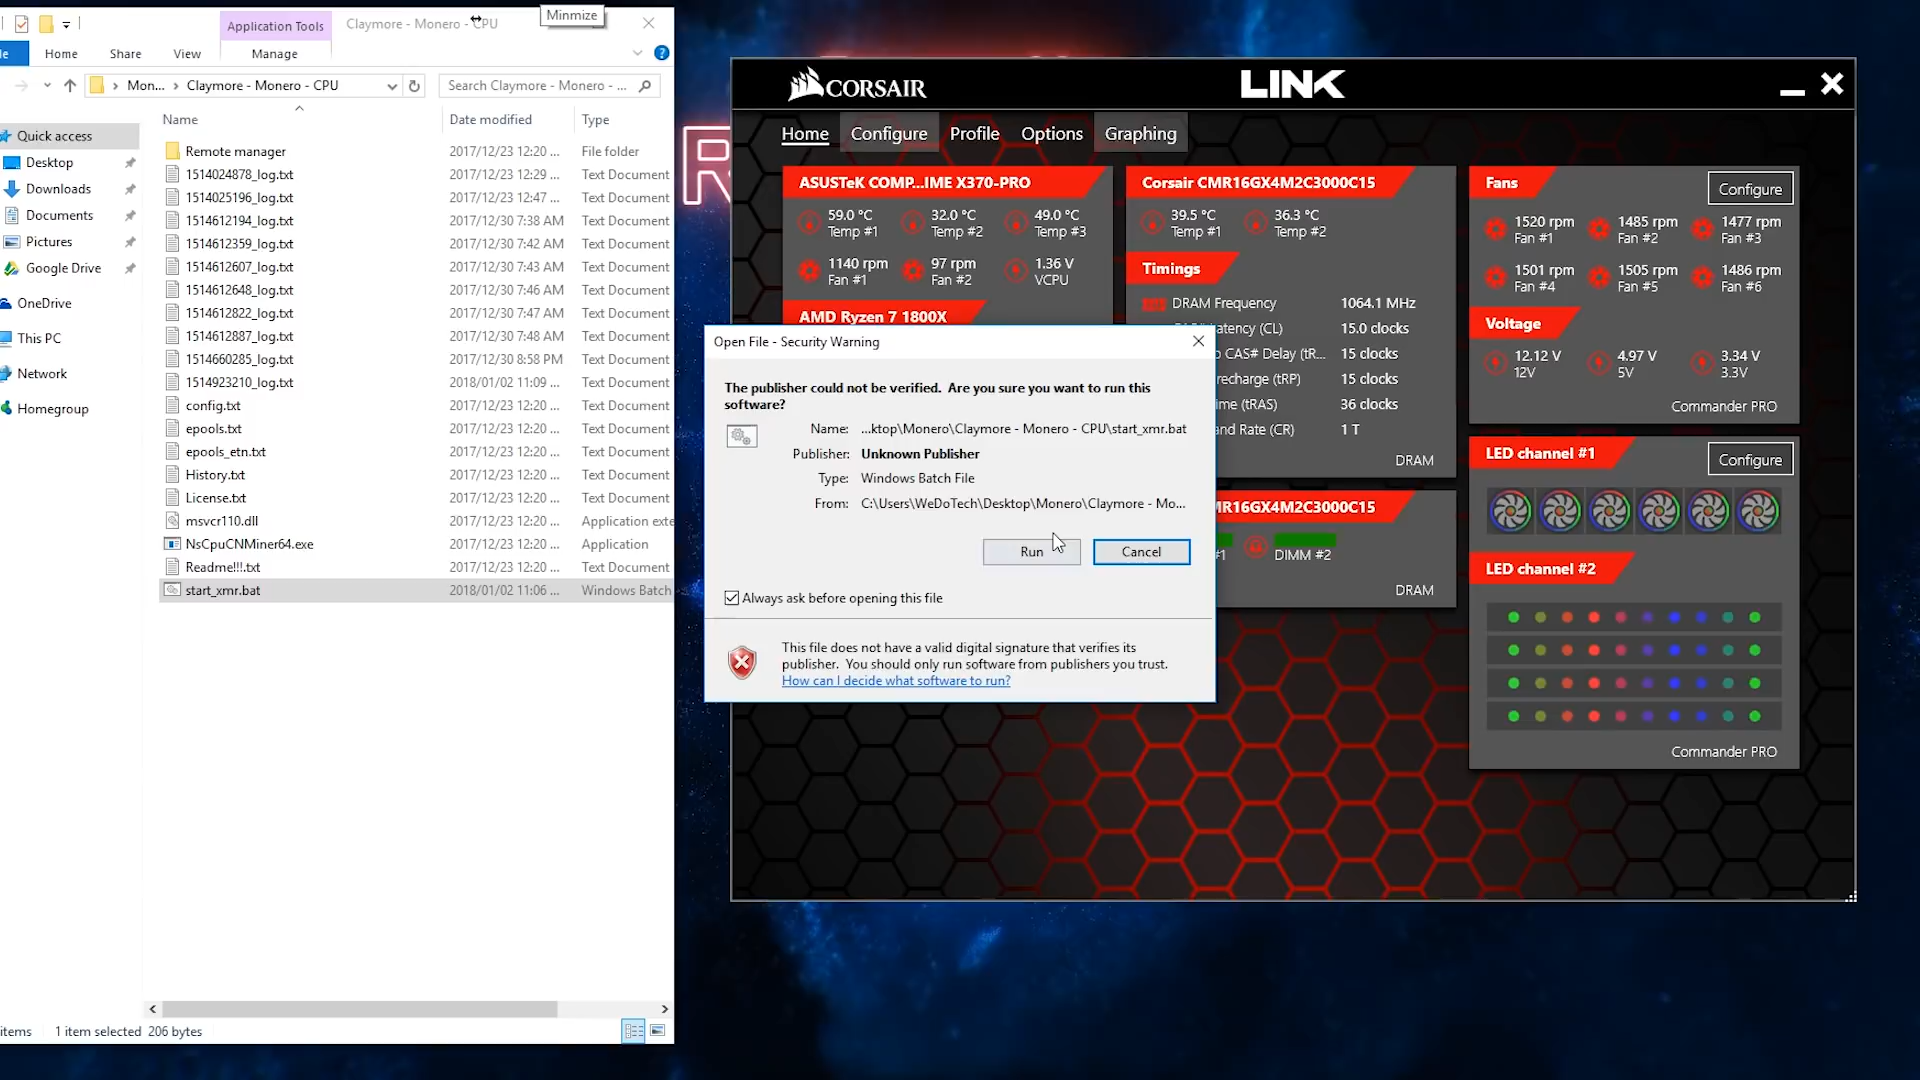 Application Tools
Claymore - Monero - CPU
Minmize
Home
Share
View
Manage
Mon... > Claymore - Monero - CPU
Search Claymore - Monero - ...
Name
Date modified
Type
Quick access
Desktop
Downloads
Documents
Pictures
Google Drive
OneDrive
This PC
Network
Homegroup
Remote manager 2017/12/23 12:20 ... File folder
1514024878_log.txt 2017/12/23 12:29 ... Text Document
1514025196_log.txt 2017/12/23 12:47 ... Text Document
1514612194_log.txt 2017/12/30 7:38 AM Text Document
1514612359_log.txt 2017/12/30 7:42 AM Text Document
1514612607_log.txt 2017/12/30 7:43 AM Text Document
1514612648_log.txt 2017/12/30 7:46 AM Text Document
1514612822_log.txt 2017/12/30 7:47 AM Text Document
1514612887_log.txt 2017/12/30 7:48 AM Text Document
1514660285_log.txt 2017/12/30 8:58 PM Text Document
1514923210_log.txt 2018/01/02 11:09 ... Text Document
config.txt 2017/12/23 12:20 ... Text Document
epools.txt 2017/12/23 12:20 ... Text Document
epools_etn.txt 2017/12/23 12:20 ... Text Document
History.txt 2017/12/23 12:20 ... Text Document
License.txt 2017/12/23 12:20 ... Text Document
msvcr110.dll 2017/12/23 12:20 ... Application exte
NsCpuCNMiner64.exe 2017/12/23 12:20 ... Application
Readme!!!.txt 2017/12/23 12:20 ... Text Document
start_xmr.bat 2018/01/02 11:06 ... Windows Batch
items
1 item selected 206 bytes
CORSAIR
LINK
Home Configure Profile Options Graphing
ASUSTeK COMP...IME X370-PRO
59.0 °C 32.0 °C 49.0 °C
Temp #1 Temp #2 Temp #3
1140 rpm 97 rpm 1.36 V
Fan #1 Fan #2 VCPU
AMD Ryzen 7 1800X
Corsair CMR16GX4M2C3000C15
39.5 °C 36.3 °C
Temp #1 Temp #2
Timings
DRAM Frequency 1064.1 MHz
atency (CL) 15.0 clocks
o CAS# Delay (tR... 15 clocks
recharge (tRP) 15 clocks
ime (tRAS) 36 clocks
and Rate (CR) 1 T
DRAM
MR16GX4M2C3000C15
#1 DIMM #2
DRAM
Fans
Configure
1520 rpm 1485 rpm 1477 rpm
Fan #1 Fan #2 Fan #3
1501 rpm 1505 rpm 1486 rpm
Fan #4 Fan #5 Fan #6
Voltage
12.12 V 4.97 V 3.34 V
12V 5V 3.3V
Commander PRO
LED channel #1
Configure
LED channel #2
Commander PRO
Open File - Security Warning
The publisher could not be verified. Are you sure you want to run this
software?
Name: ...ktop\Monero\Claymore - Monero - CPU\start_xmr.bat
Publisher: Unknown Publisher
Type: Windows Batch File
From: C:\Users\WeDoTech\Desktop\Monero\Claymore - Mo...
Run
Cancel
Always ask before opening this file
This file does not have a valid digital signature that verifies its
publisher. You should only run software from publishers you trust.
How can I decide what software to run?